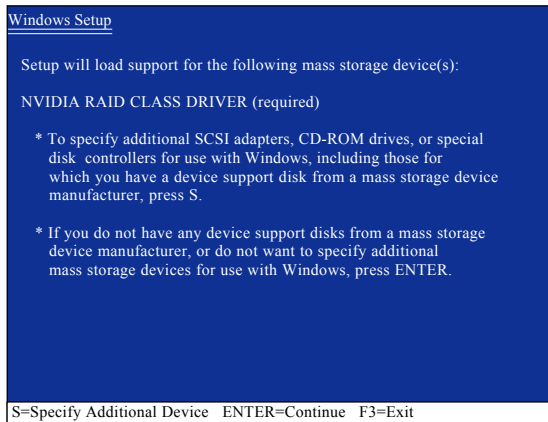 Windows Setup
Setup will load support for the following mass storage device(s):
NVIDIA RAID CLASS DRIVER (required)
* To specify additional SCSI adapters, CD-ROM drives, or special
disk controllers for use with Windows, including those for
which you have a device support disk from a mass storage device
manufacturer, press S.
* If you do not have any device support disks from a mass storage
device manufacturer, or do not want to specify additional
mass storage devices for use with Windows, press ENTER.
S=Specify Additional Device ENTER=Continue F3=Exit